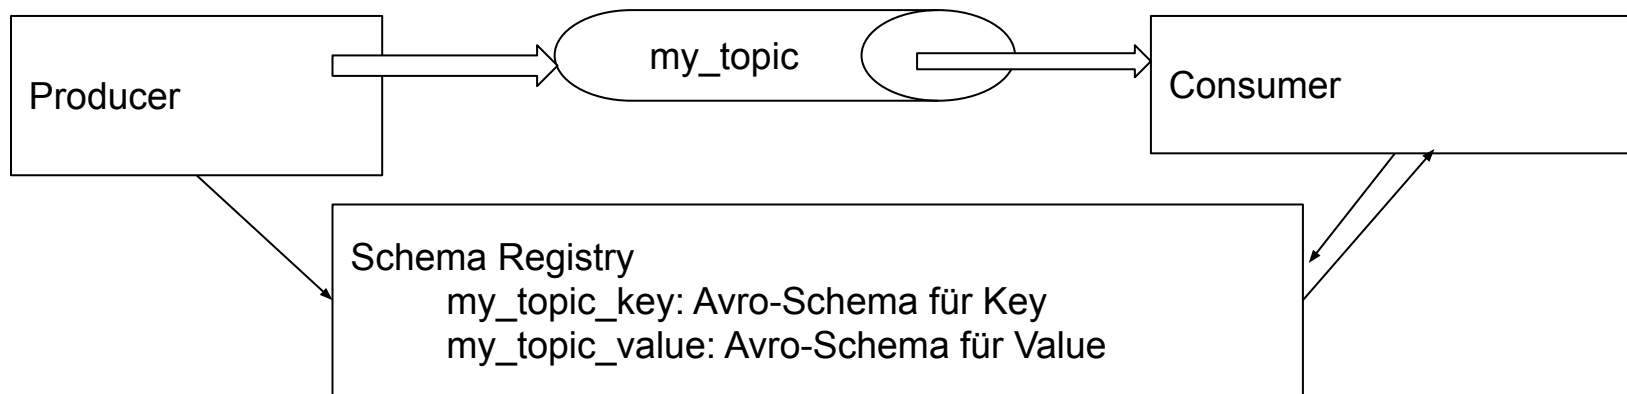 Producer
my_topic
Consumer
Schema Registry
my_topic_key: Avro-Schema für Key
my_topic_value: Avro-Schema für Value